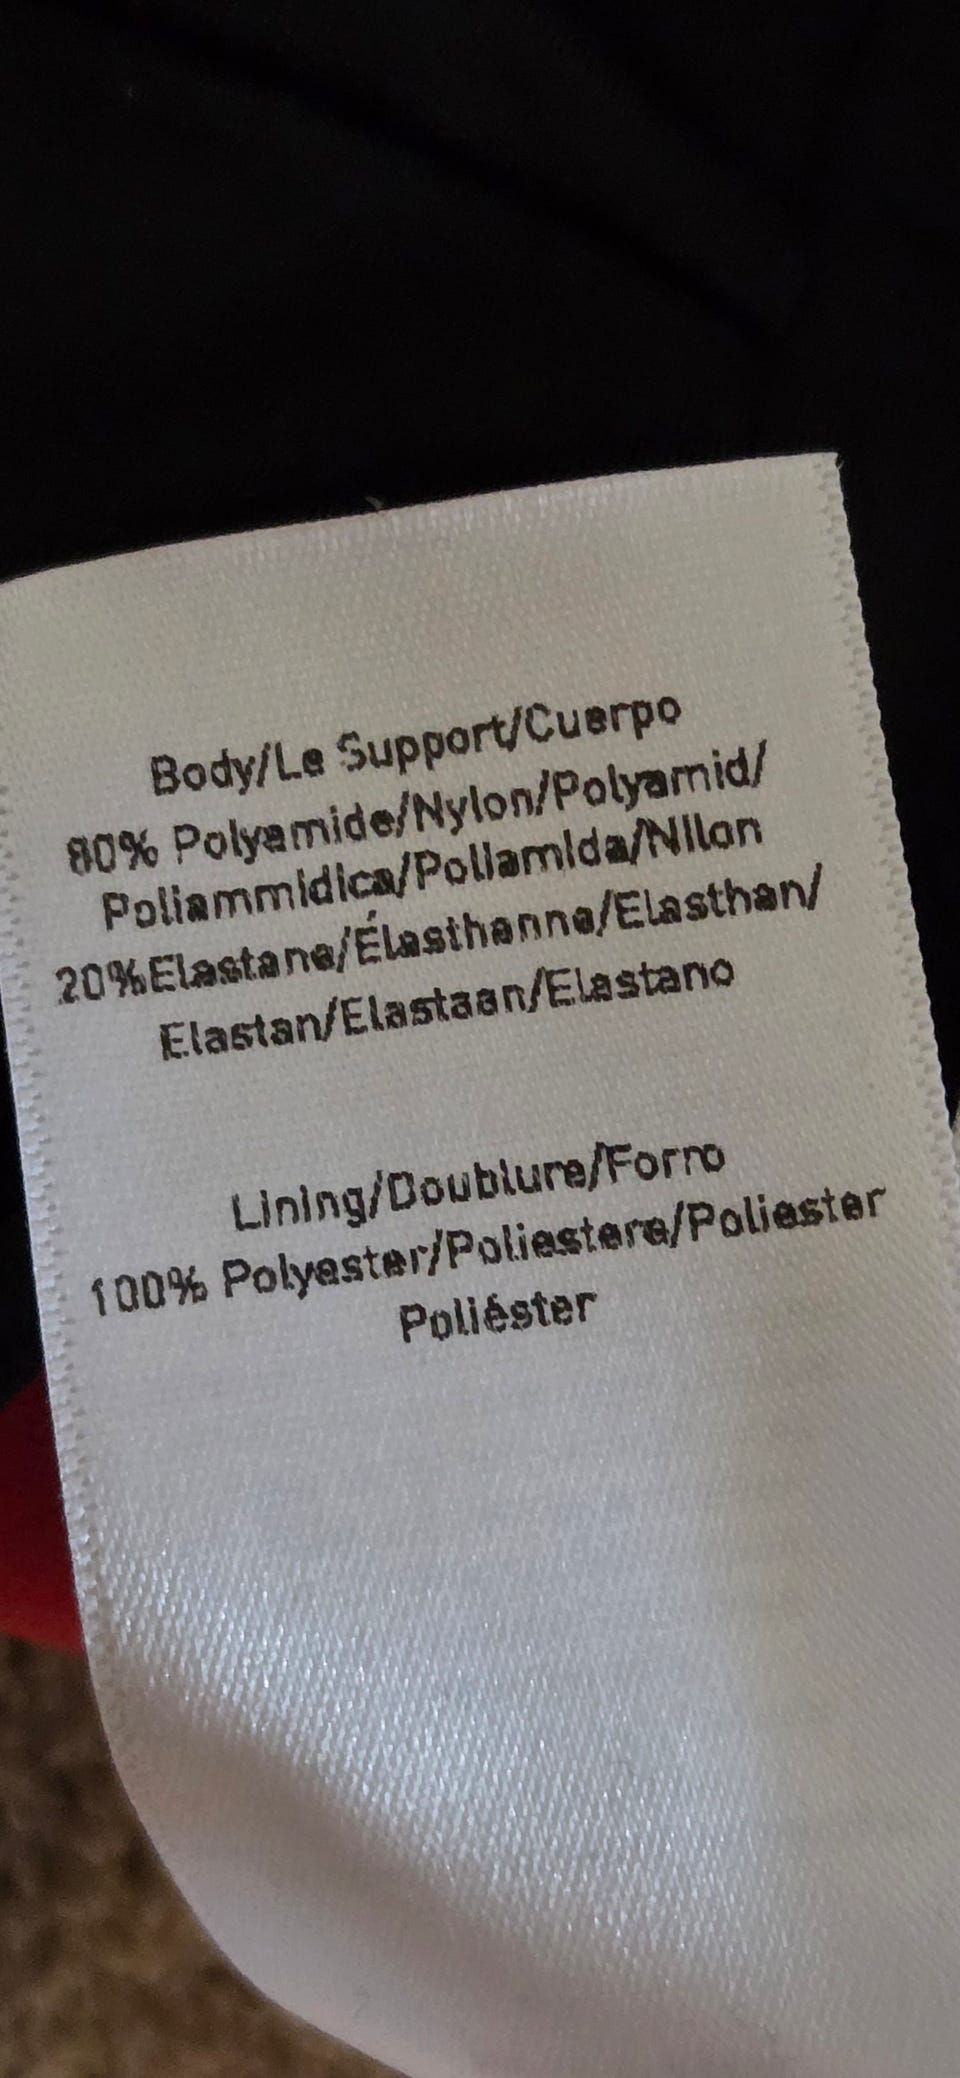 Body/Le Support/Cuerpo
80% Polyamide/Nylon/Polyamid/
Poliammidica/Poliamida/Nilon
20%Elastane/Élasthanne/Elasthan/
Elastan/Elastaan/Elastano
Lining/Doublure/Forro
100% Polyester/Poliestere/Poliester
Poliéster